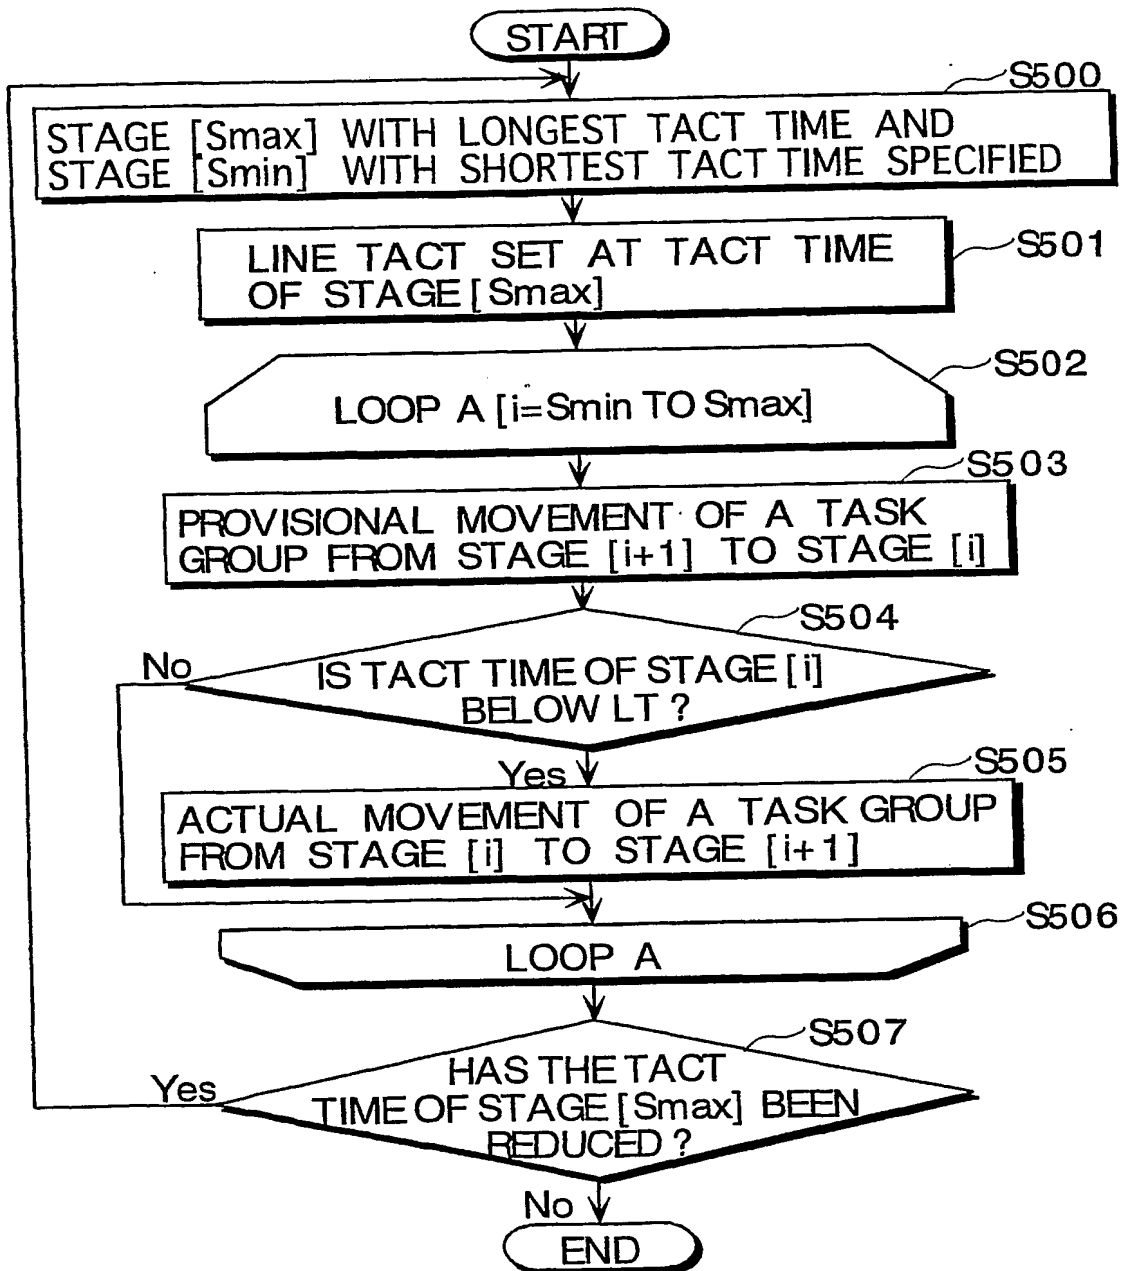 START
S500
STAGE [Smax] WITH LONGEST TACT TIME AND
STAGE [Smin] WITH SHORTEST TACT TIME SPECIFIED
S501
LINE TACT SET AT TACT TIME
OF STAGE [Smax]
S502
LOOP A [i=Smin TO Smax]
S503
PROVISIONAL MOVEMENT OF A TASK
GROUP FROM STAGE [i+1] TO STAGE [i]
S504
No
IS TACT TIME OF STAGE [i]
BELOW LT ?
Yes
S505
ACTUAL MOVEMENT OF A TASK GROUP
FROM STAGE [i] TO STAGE [i+1]
S506
LOOP A
S507
Yes
HAS THE TACT
TIME OF STAGE [Smax] BEEN
REDUCED ?
No
END